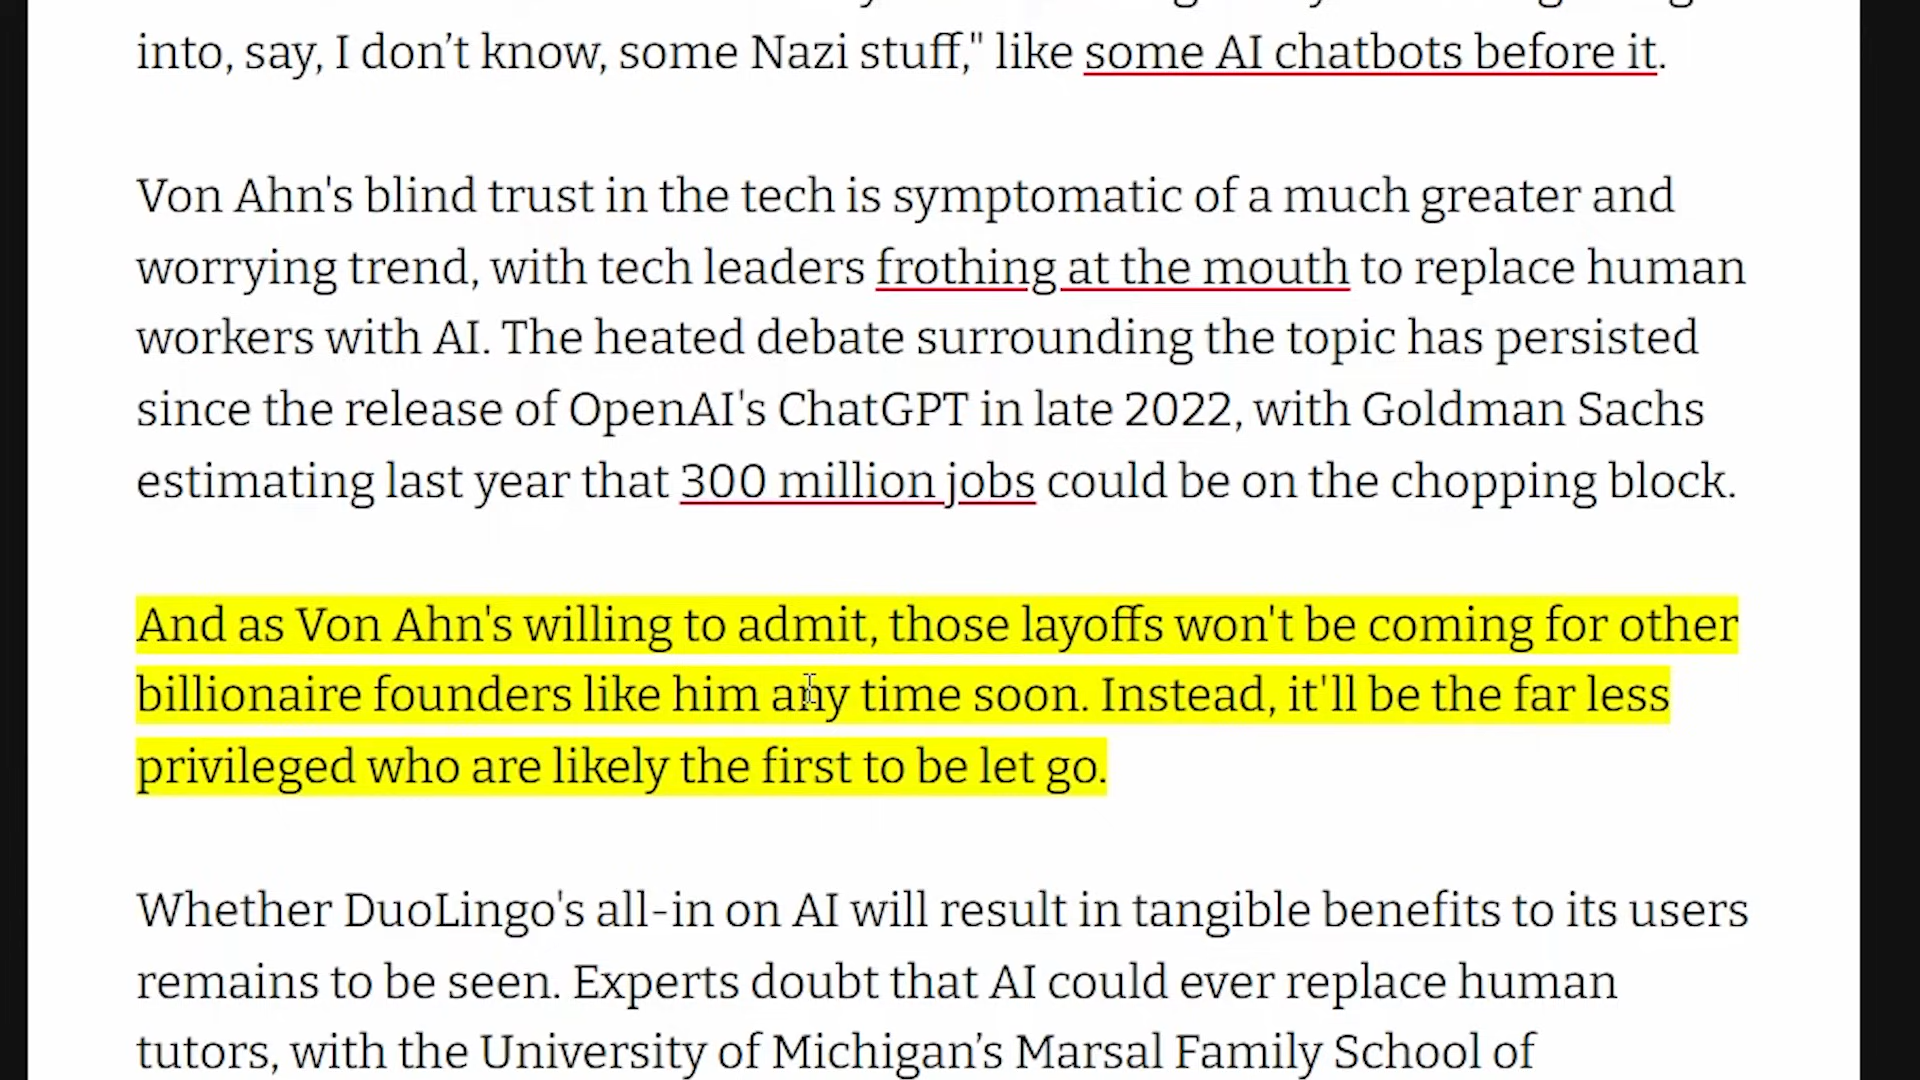 into, say, I don’t know, some Nazi stuff," like some AI chatbots before it.
Von Ahn's blind trust in the tech is symptomatic of a much greater and
worrying trend, with tech leaders frothing at the mouth to replace human
workers with AI. The heated debate surrounding the topic has persisted
since the release of OpenAI's ChatGPT in late 2022, with Goldman Sachs
estimating last year that 300 million jobs could be on the chopping block.
And as Von Ahn's willing to admit, those layoffs won't be coming for other
billionaire founders like him any time soon. Instead, it'll be the far less
privileged who are likely the first to be let go.
Whether DuoLingo's all-in on AI will result in tangible benefits to its users
remains to be seen. Experts doubt that AI could ever replace human
tutors, with the University of Michigan’s Marsal Family School of